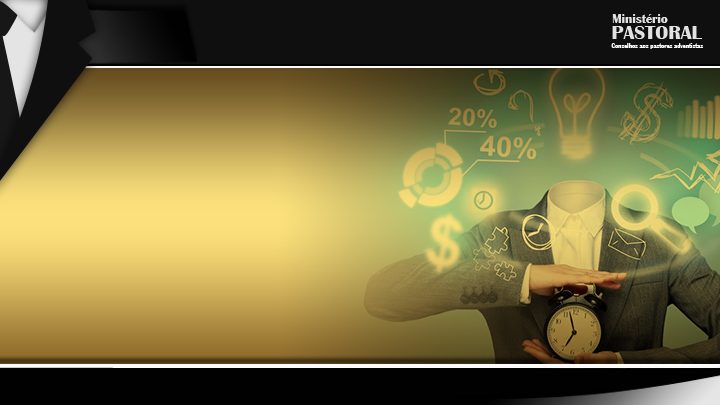 Ministério
PASTORAL
Conselhos aos pastores adventistas
20%
40%
$
$